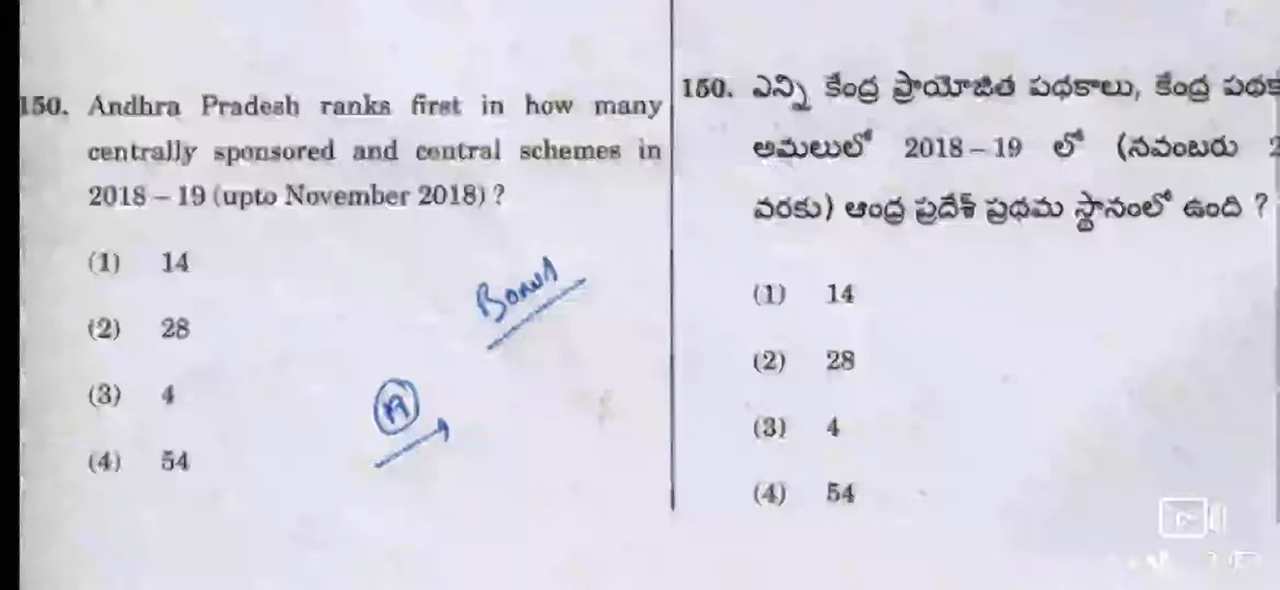 150. Andhra Pradesh ranks first in how many
centrally sponsored and central schemes in
2018 – 19 (upto November 2018) ?
(1) 14
(2) 28
(3) 4
(4) 54
Bonus
19
150. ఎన్ని కేంద్ర ప్రాయోజిత పథకాలు, కేంద్ర
అమలులో 2018 – 19 లో (నవంబరు
వరకు) ఆంధ్ర ప్రదేశ్ ప్రథమ స్థానంలో ఉంది ?
(1) 14
(2) 28
(3) 4
(4) 54